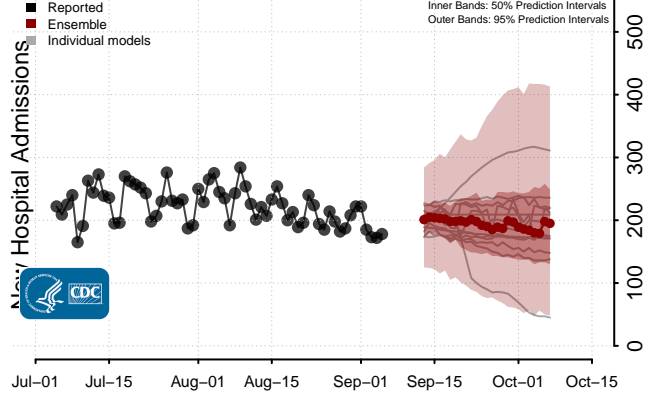 Reported
Ensemble
Individual models
Inner Bands: 50% Prediction Intervals
Outer Bands: 95% Prediction Intervals
New Hospital Admissions
500
400
300
200
100
0
CDC
Jul−01
Jul−15
Aug−01
Aug−15
Sep−01
Sep−15
Oct−01
Oct−15